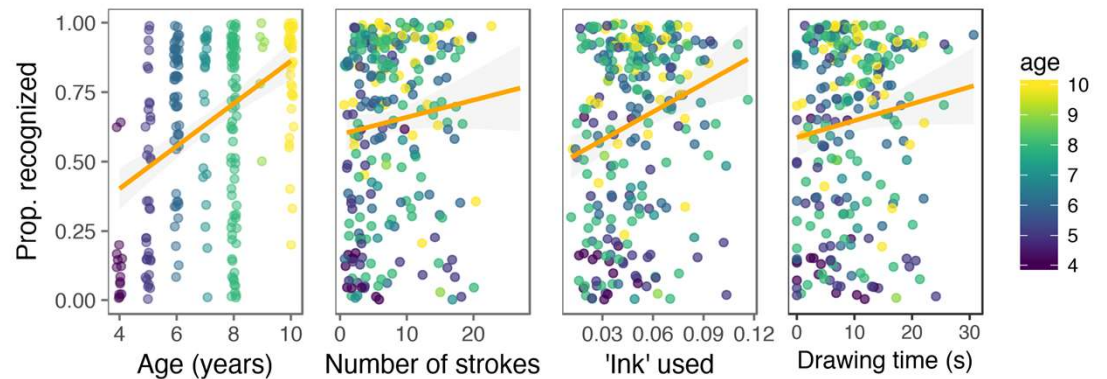 Prop. recognized
1.00
0.75
0.50
0.25
0.00
4 6 8 10
Age (years)
0 10 20
Number of strokes
0.03 0.06 0.09 0.12
'Ink' used
0 10 20 30
Drawing time (s)
age
10
9
8
7
6
5
4